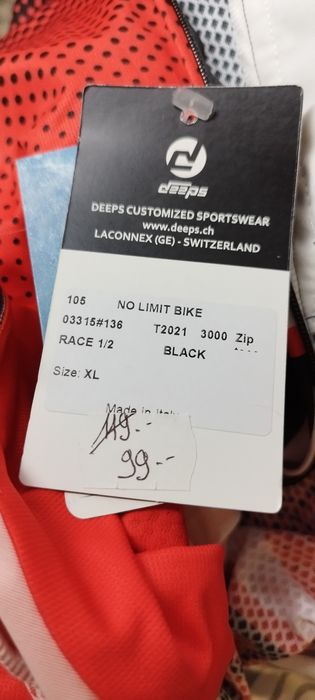 deeps
DEEPS CUSTOMIZED SPORTSWEAR
www.deeps.ch
LACONNEX (GE) - SWITZERLAND
105 NO LIMIT BIKE
03315#136 T2021 3000 Zip
RACE 1/2 BLACK
Size: XL
Made in
119.-
99.-